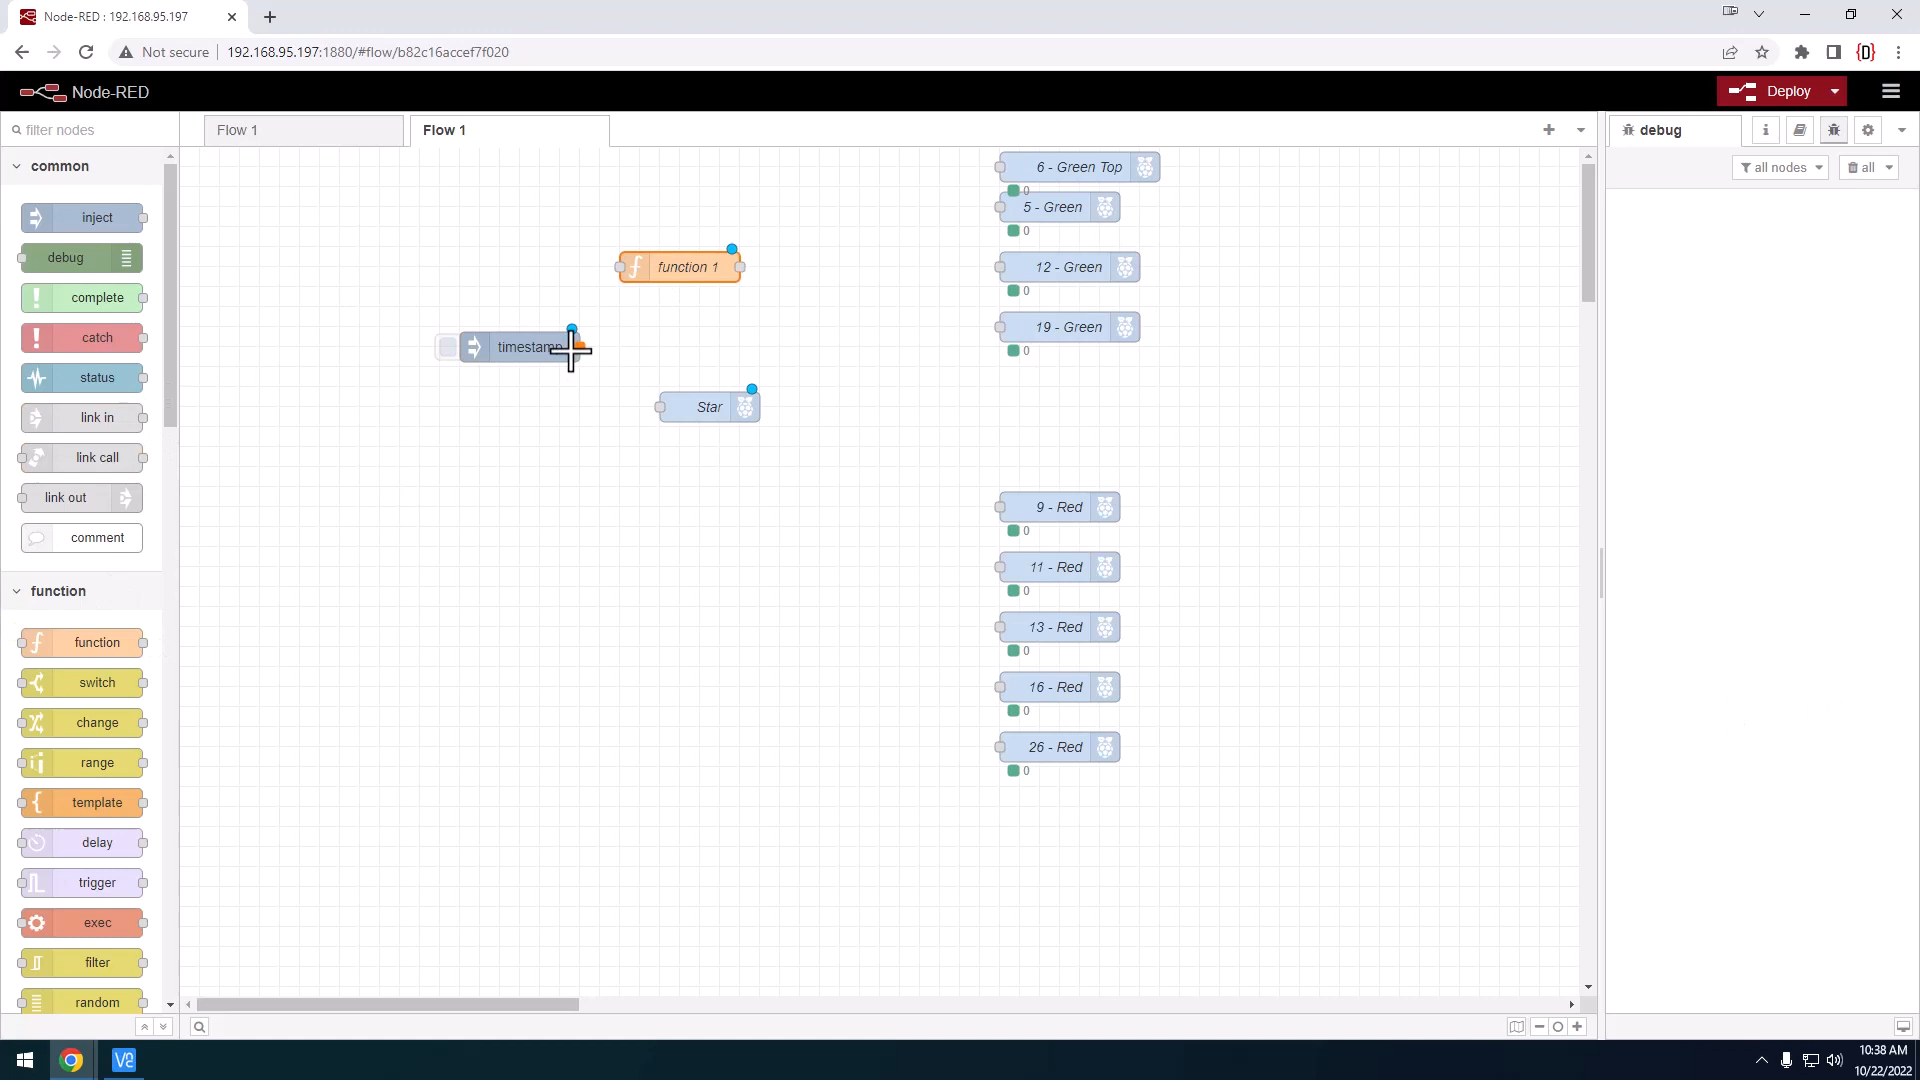 Node-RED : 192.168.95.197
Not secure 192.168.95.197:1880/#flow/b82c16accef7f020
Node-RED
Deploy
filter nodes
Flow 1
Flow 1
debug
common
all nodes
all
inject
debug
complete
catch
status
link in
link call
link out
comment
function
function
switch
change
range
template
delay
trigger
exec
filter
random
function 1
timestamp
Star
6 - Green Top
0
5 - Green
0
12 - Green
0
19 - Green
0
9 - Red
0
11 - Red
0
13 - Red
0
16 - Red
0
26 - Red
0
10:38 AM
10/22/2022